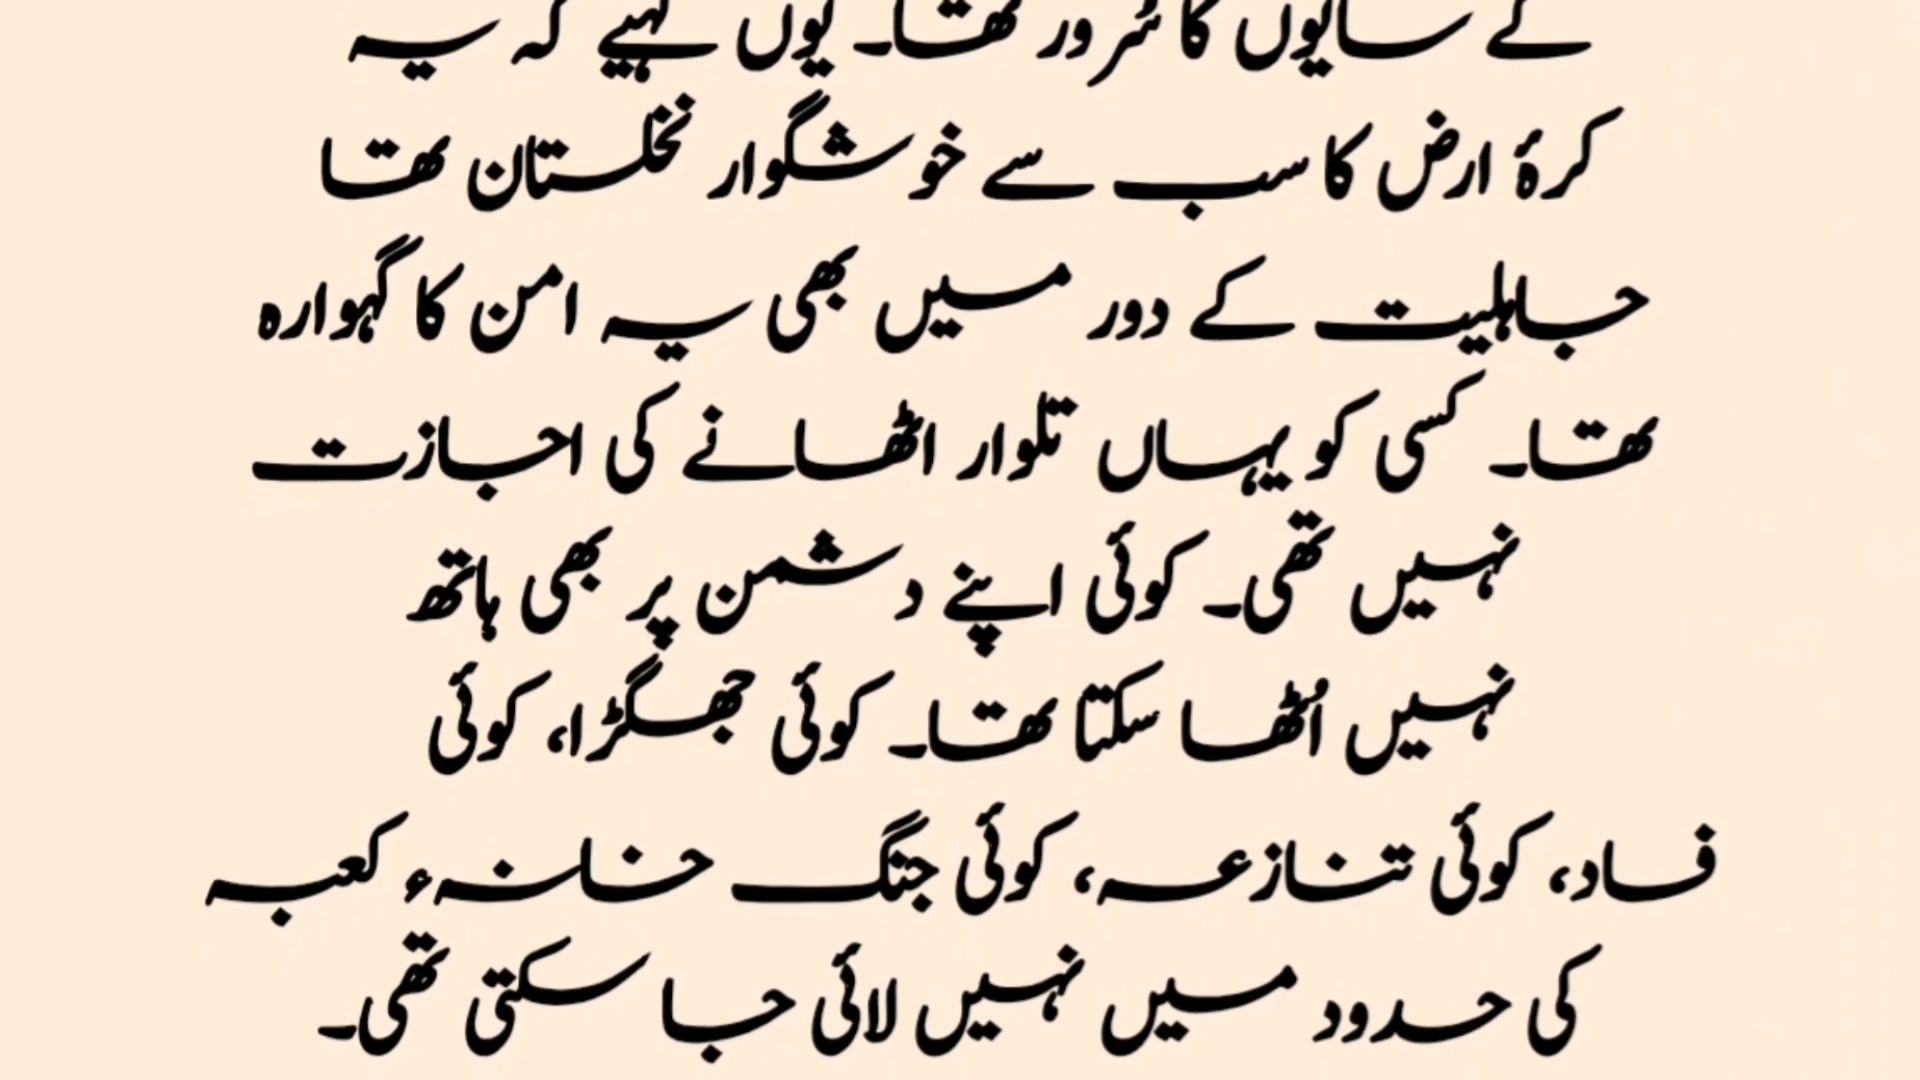 کے سایوں کا سُرور تھا۔ یوں کہیے کہ یہ
کرۂ ارض کا سب سے خوشگوار نخلستان تھا
جاہلیت کے دور میں بھی یہ امن کا گہوارہ
تھا۔ کسی کو یہاں تلوار اٹھانے کی اجازت
نہیں تھی۔ کوئی اپنے دشمن پر بھی ہاتھ
نہیں اُٹھا سکتا تھا۔ کوئی جھگڑا، کوئی
فساد، کوئی تنازعہ، کوئی جنگ خانہء کعبہ
کی حدود میں نہیں لائی جا سکتی تھی۔